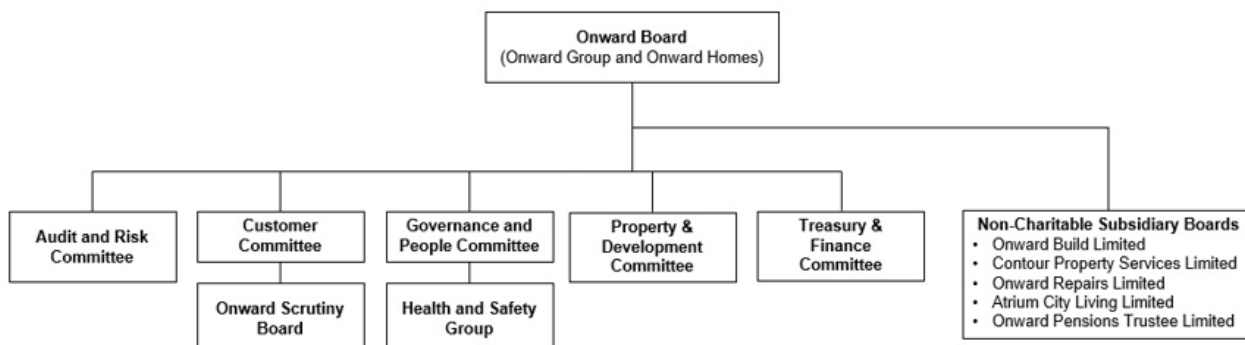 Onward Board
(Onward Group and Onward Homes)
Audit and Risk
Committee
Customer
Committee
Governance and
People Committee
Property &
Development
Committee
Treasury &
Finance
Committee
Non-Charitable Subsidiary Boards
• Onward Build Limited
• Contour Property Services Limited
• Onward Repairs Limited
• Atrium City Living Limited
• Onward Pensions Trustee Limited
Onward Scrutiny
Board
Health and Safety
Group